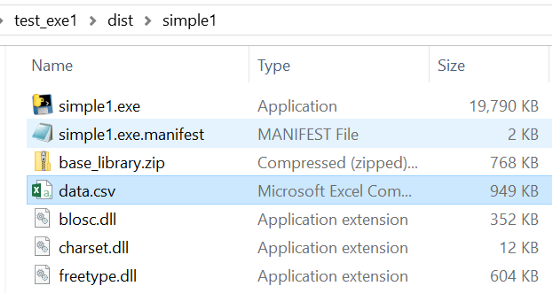 test_exe1 > dist > simple1
Name Type Size
simple1.exe Application 19,790 KB
simple1.exe.manifest MANIFEST File 2 KB
base_library.zip Compressed (zipped)... 768 KB
data.csv Microsoft Excel Com... 949 KB
blosc.dll Application extension 352 KB
charset.dll Application extension 12 KB
freetype.dll Application extension 604 KB